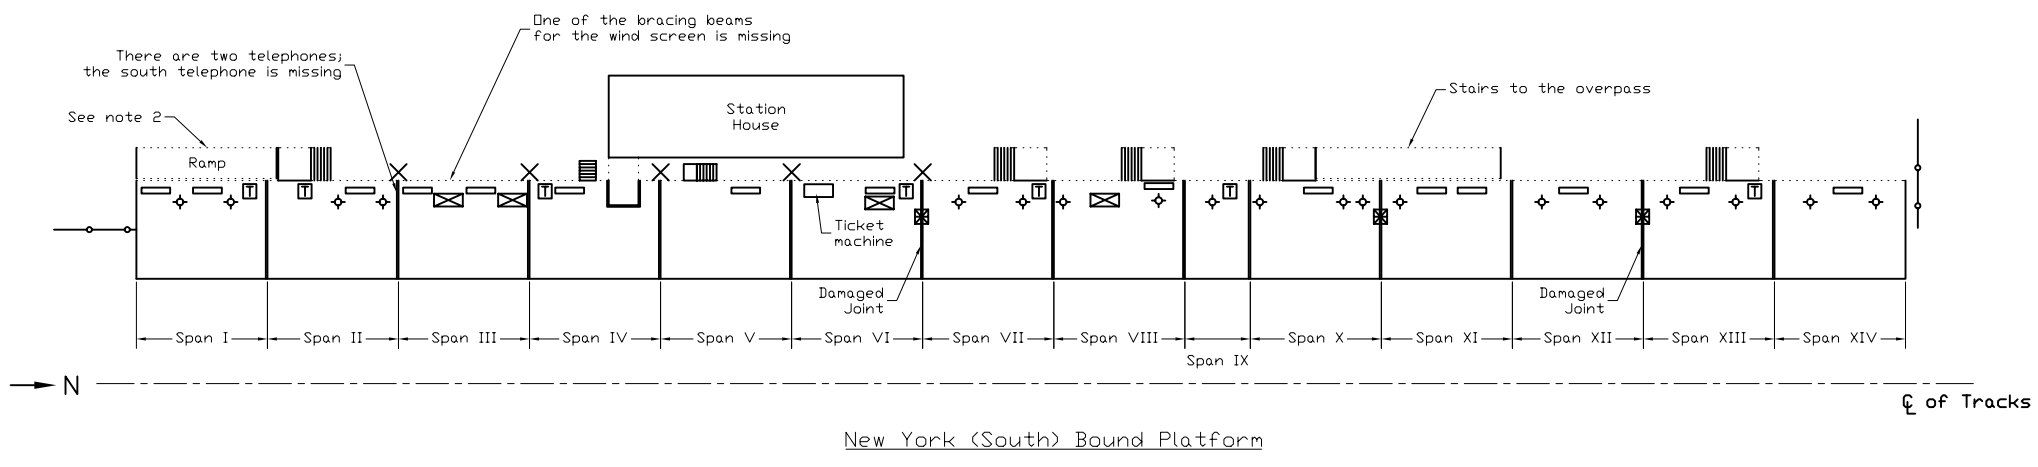 One of the bracing beams
for the wind screen is missing
There are two telephones;
the south telephone is missing
See note 2
Stairs to the overpass
Station
House
Ramp
T
T
T
T
T
T
T
Ticket
machine
Damaged
Joint
Damaged
Joint
Span I
Span II
Span III
Span IV
Span V
Span VI
Span VII
Span VIII
Span IX
Span X
Span XI
Span XII
Span XIII
Span XIV
N
℄ of Tracks
New York (South) Bound Platform